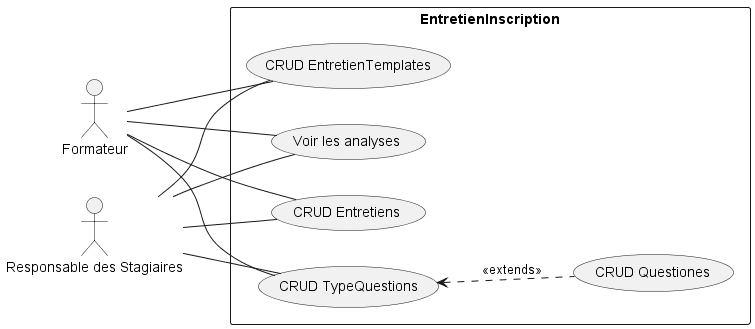 EntretienInscription
CRUD EntretienTemplates
Formateur
Voir les analyses
CRUD Entretiens
Responsable des Stagiaires
«extends»
CRUD TypeQuestions
CRUD Questiones